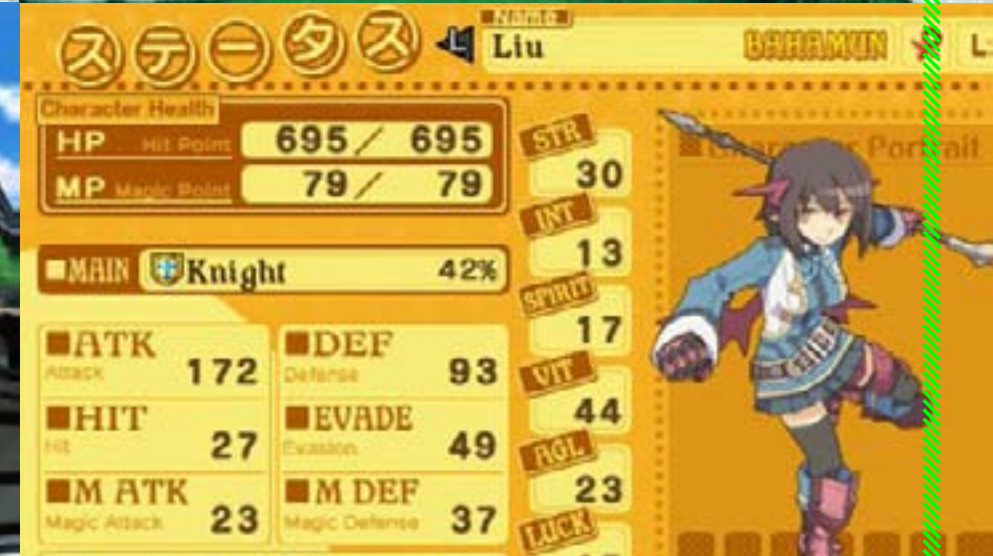 ステータス
L
Name
Liu
BAHAMUN
L
Character Health
HP Hit Point 695/ 695
MP Magic Point 79/ 79
■MAIN Knight 42%
■ATK
Attack 172
■DEF
Defense 93
■HIT
Hit 27
■EVADE
Evasion 49
■M ATK
Magic Attack 23
■M DEF
Magic Defense 37
STR
30
INT
13
SPIRIT
17
VIT
44
AGL
23
LUCK
■Character Portrait